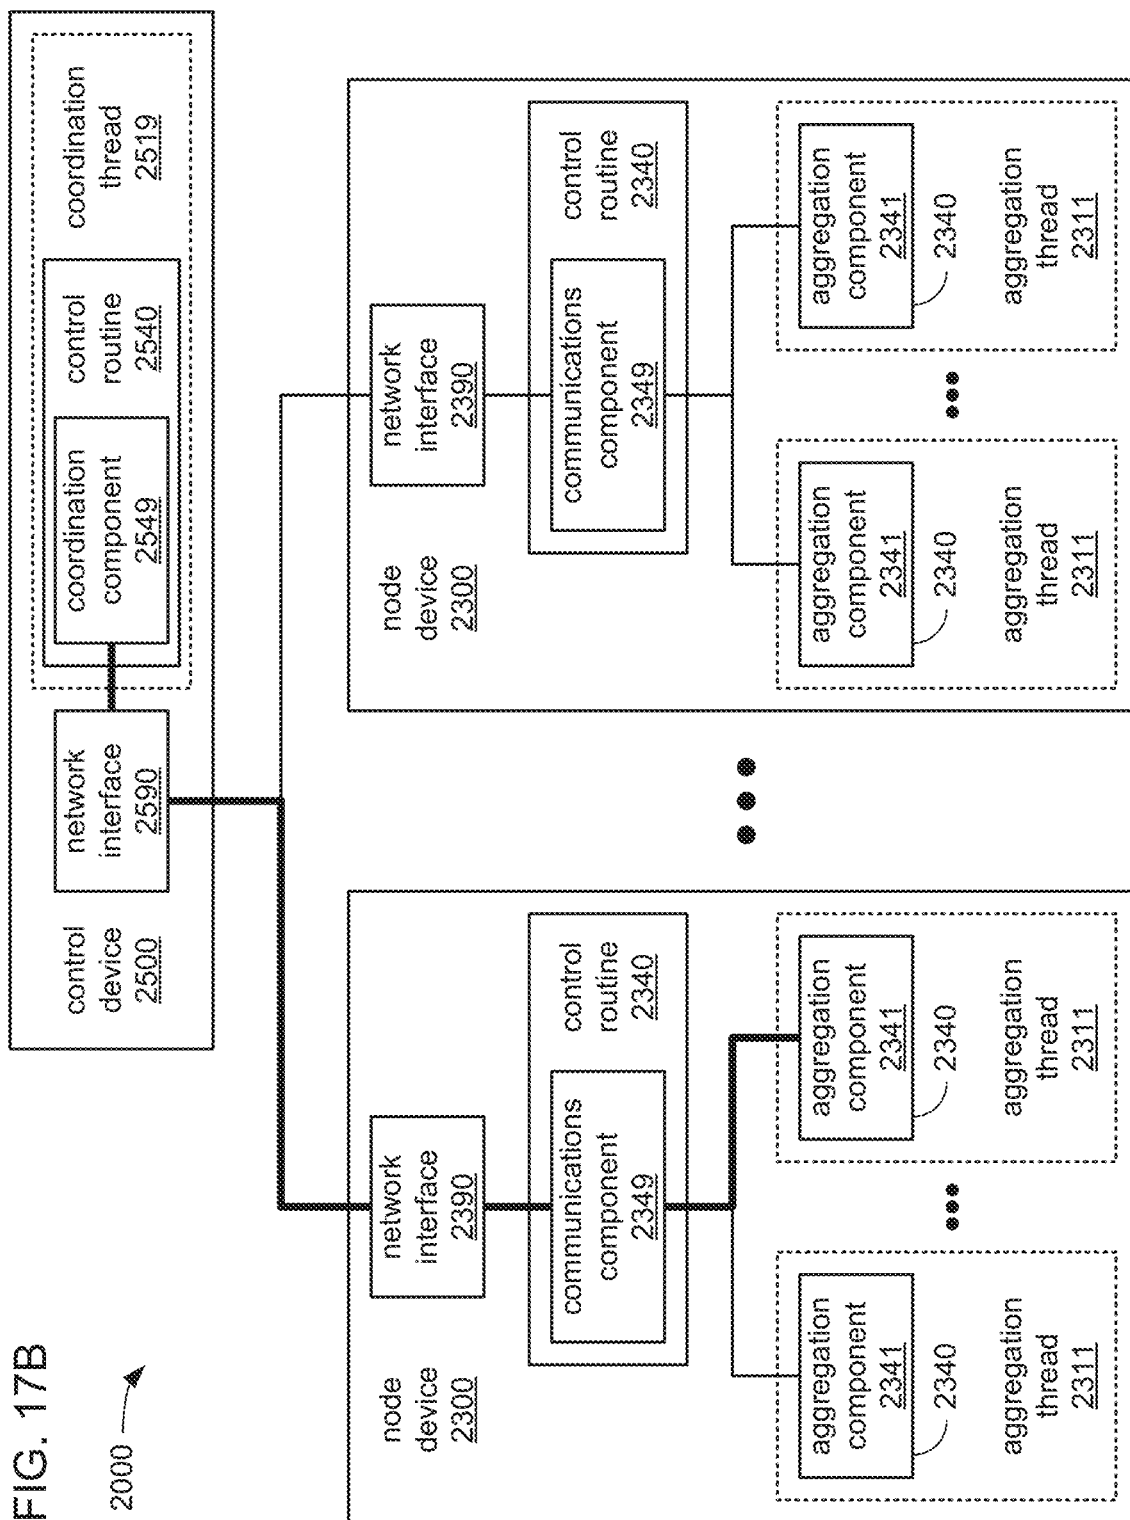 FIG. 17B
2000
control
device
2500
network
interface
2590
coordination
component
2549
control
routine
2540
coordination
thread
2519
node
device
2300
network
interface
2390
communications
component
2349
control
routine
2340
aggregation
component
2341
2340
aggregation
thread
2311
aggregation
component
2341
2340
aggregation
thread
2311
node
device
2300
network
interface
2390
communications
component
2349
control
routine
2340
aggregation
component
2341
2340
aggregation
thread
2311
aggregation
component
2341
2340
aggregation
thread
2311